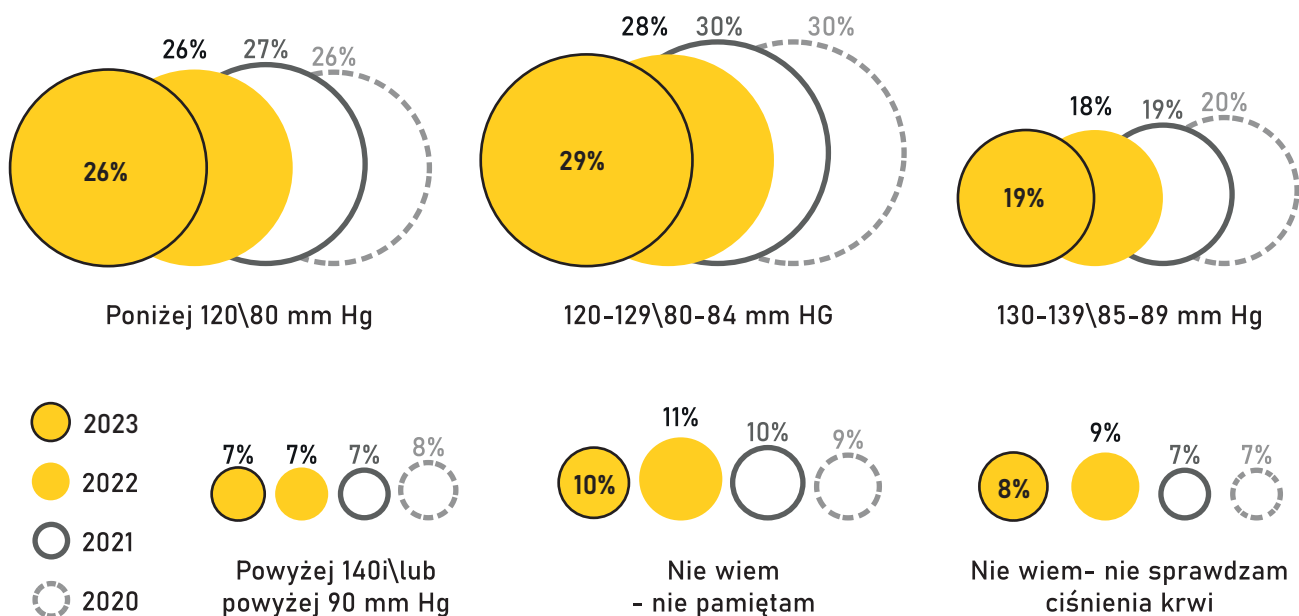 26% 26% 27% 26%
Poniżej 120\80 mm Hg
29% 28% 30% 30%
120-129\80-84 mm HG
19% 18% 19% 20%
130-139\85-89 mm Hg
2023
2022
2021
2020
7% 7% 7% 8%
Powyżej 140i\lub
powyżej 90 mm Hg
10% 11% 10% 9%
Nie wiem
- nie pamiętam
8% 9% 7% 7%
Nie wiem- nie sprawdzam
ciśnienia krwi